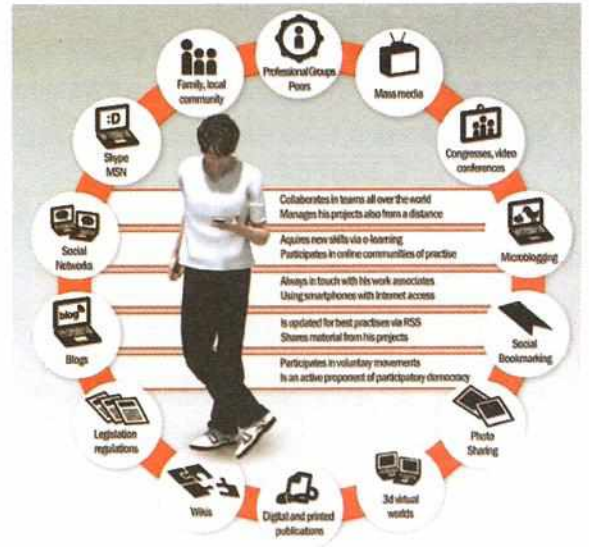 Professional Groups
Peers
Family, local
community
Mass media
:D
Skype
MSN
Congresses, video
conferences
Collaborates in teams all over the world
Manages his projects also from a distance
Social
Networks
Aquires new skills via e-learning
Participates in online communities of practise
Microblogging
Always in touch with his work associates
Using smartphones with Internet access
blog
Blogs
Is updated for best practises via RSS
Shares material from his projects
Social
Bookmarking
Participates in voluntary movements
Is an active proponent of participatory democracy
Legislation
regulations
Photo
Sharing
Wikis
Digital and printed
publications
3d virtual
worlds